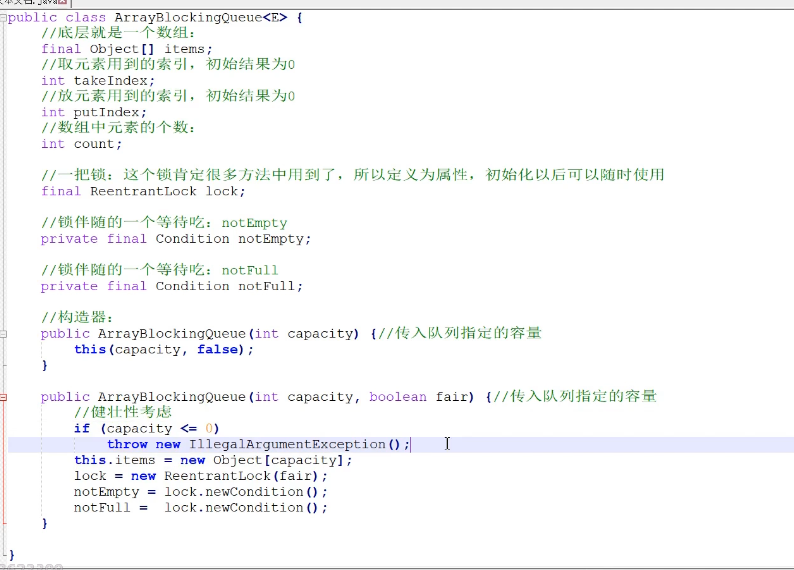 public class ArrayBlockingQueue<E> {
//底层就是一个数组：
final Object[] items;
//取元素用到的索引，初始结果为0
int takeIndex;
//放元素用到的索引，初始结果为0
int putIndex;
//数组中元素的个数：
int count;
//一把锁：这个锁肯定很多方法中用到了，所以定义为属性，初始化以后可以随时使用
final ReentrantLock lock;
//锁伴随的一个等待吃：notEmpty
private final Condition notEmpty;
//锁伴随的一个等待吃：notFull
private final Condition notFull;
//构造器：
public ArrayBlockingQueue(int capacity) {//传入队列指定的容量
this(capacity, false);
}
public ArrayBlockingQueue(int capacity, boolean fair) {//传入队列指定的容量
//健壮性考虑
if (capacity <= 0)
throw new IllegalArgumentException();
this.items = new Object[capacity];
lock = new ReentrantLock(fair);
notEmpty = lock.newCondition();
notFull =  lock.newCondition();
}
}